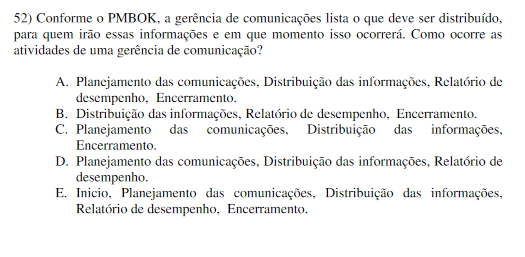 52) Conforme o PMBOK, a gerência de comunicações lista o que deve ser distribuído,
para quem irão essas informações e em que momento isso ocorrerá. Como ocorre as
atividades de uma gerência de comunicação?
A. Planejamento das comunicações, Distribuição das informações, Relatório de
desempenho, Encerramento.
B. Distribuição das informações, Relatório de desempenho, Encerramento.
C. Planejamento das comunicações, Distribuição das informações,
Encerramento.
D. Planejamento das comunicações, Distribuição das informações, Relatório de
desempenho.
E. Inicio, Planejamento das comunicações, Distribuição das informações,
Relatório de desempenho, Encerramento.